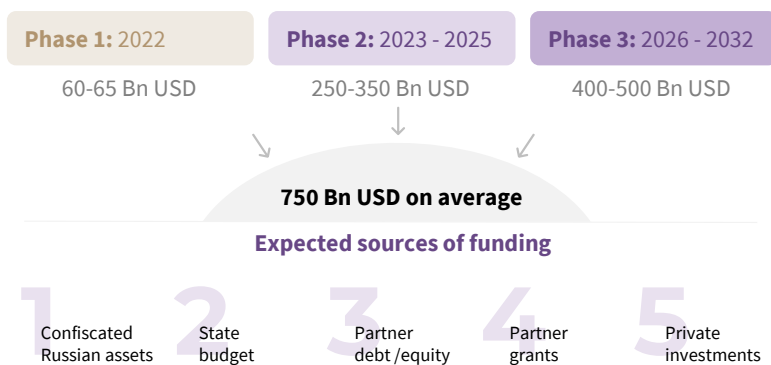 Phase 1: 2022
Phase 2: 2023 - 2025
Phase 3: 2026 - 2032
60-65 Bn USD
250-350 Bn USD
400-500 Bn USD
750 Bn USD on average
Expected sources of funding
1
Confiscated
Russian assets
2
State
budget
3
Partner
debt /equity
4
Partner
grants
5
Private
investments